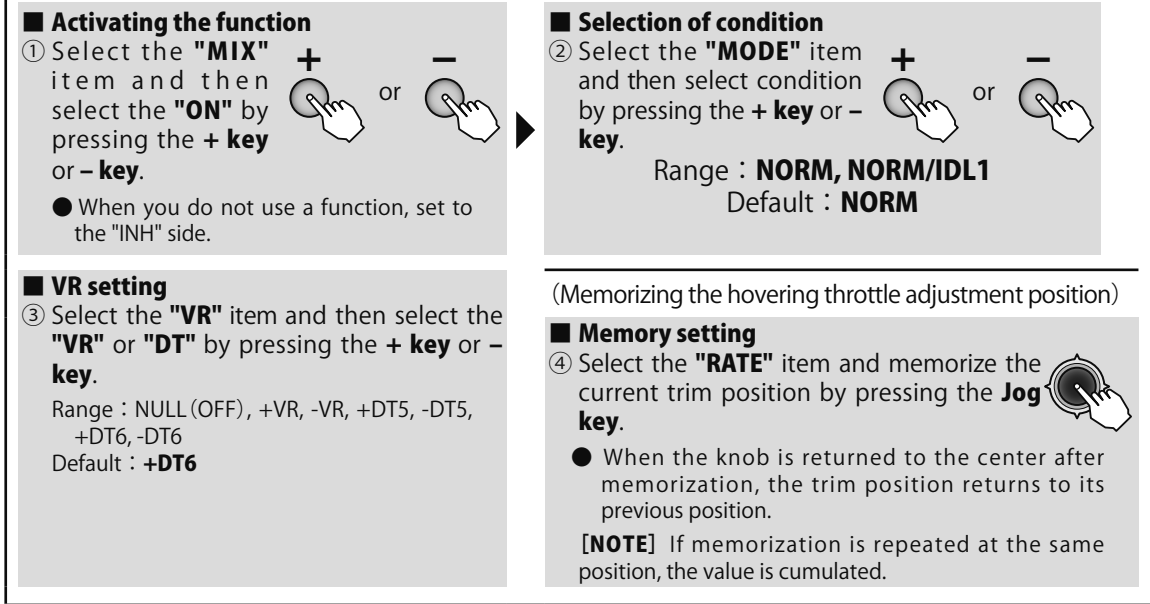 ■ Activating the function
① Select the "MIX"
item and then
select the "ON" by
pressing the + key
or – key.
+ or –
● When you do not use a function, set to
the "INH" side.
■ Selection of condition
② Select the "MODE" item
and then select condition
by pressing the + key or –
key.
+ or –
Range：NORM, NORM/IDL1
Default：NORM
■ VR setting
③ Select the "VR" item and then select the
"VR" or "DT" by pressing the + key or –
key.
Range：NULL（OFF）, +VR, -VR, +DT5, -DT5,
+DT6, -DT6
Default：+DT6
（Memorizing the hovering throttle adjustment position）
■ Memory setting
④ Select the "RATE" item and memorize the
current trim position by pressing the Jog
key.
● When the knob is returned to the center after
memorization, the trim position returns to its
previous position.
［NOTE］ If memorization is repeated at the same
position, the value is cumulated.